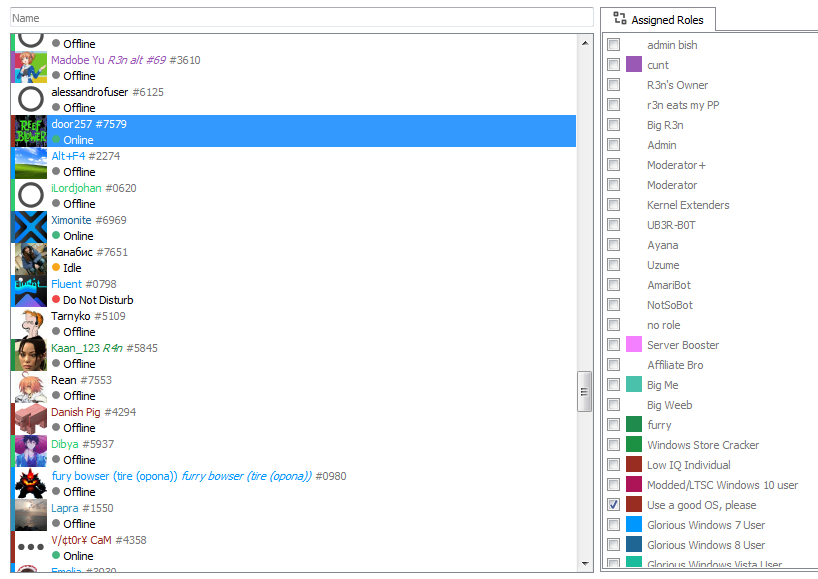 Name
Offline
Madobe Yu R3n alt #69 #3610
Offline
alessandrofuser #6125
Offline
REEF BLOWER
door257 #7579
Online
Alt+F4 #2274
Offline
iLordjohan #0620
Offline
Ximonite #6969
Online
Канабис #7651
Idle
Fluent #0798
Do Not Disturb
Tarnyko #5109
Offline
Kaan_123 R4n #5845
Offline
Rean #7553
Offline
Danish Pig #4294
Offline
Dibya #5937
Offline
fury bowser (tire (opona)) furry bowser (tire (opona)) #0980
Offline
Lapra #1550
Offline
V/¢t0r¥ CaM #4358
Online
Assigned Roles
admin bish
cunt
R3n's Owner
r3n eats my PP
Big R3n
Admin
Moderator+
Moderator
Kernel Extenders
UB3R-B0T
Ayana
Uzume
AmariBot
NotSoBot
no role
Server Booster
Affiliate Bro
Big Me
Big Weeb
furry
Windows Store Cracker
Low IQ Individual
Modded/LTSC Windows 10 user
Use a good OS, please
Glorious Windows 7 User
Glorious Windows 8 User
Glorious Windows Vista User